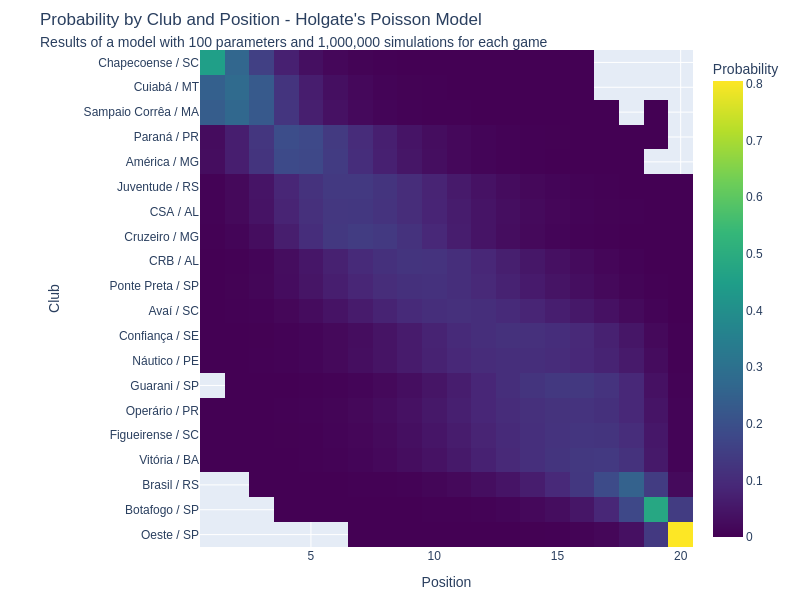 Probability by Club and Position - Holgate's Poisson Model
Results of a model with 100 parameters and 1,000,000 simulations for each game
Probability
Chapecoense / SC
Cuiabá / MT
Sampaio Corrêa / MA
Paraná / PR
América / MG
Juventude / RS
CSA / AL
Cruzeiro / MG
CRB / AL
Ponte Preta / SP
Avaí / SC
Confiança / SE
Náutico / PE
Guarani / SP
Operário / PR
Figueirense / SC
Vitória / BA
Brasil / RS
Botafogo / SP
Oeste / SP
Club
5
10
15
20
Position
0.8
0.7
0.6
0.5
0.4
0.3
0.2
0.1
0